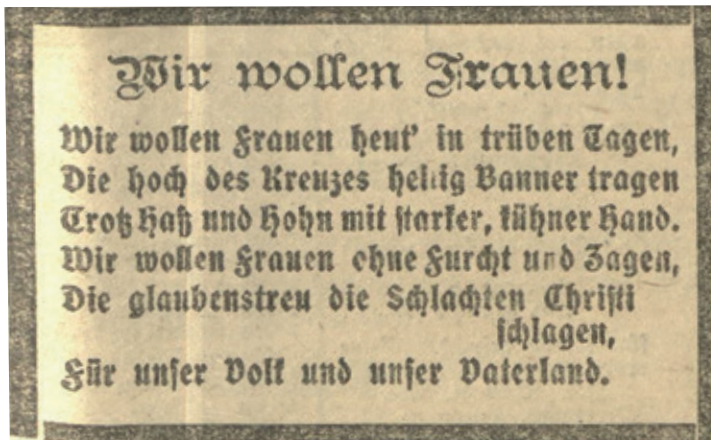 Wir wollen Frauen!
Wir wollen Frauen heut' in trüben Tagen,
Die hoch des Kreuzes heilig Banner tragen
Trotz Haß und Hohn mit starker, kühner Hand.
Wir wollen Frauen ohne Furcht und Zagen,
Die glaubenstreu die Schlachten Christi
schlagen,
Für unser Volk und unser Vaterland.